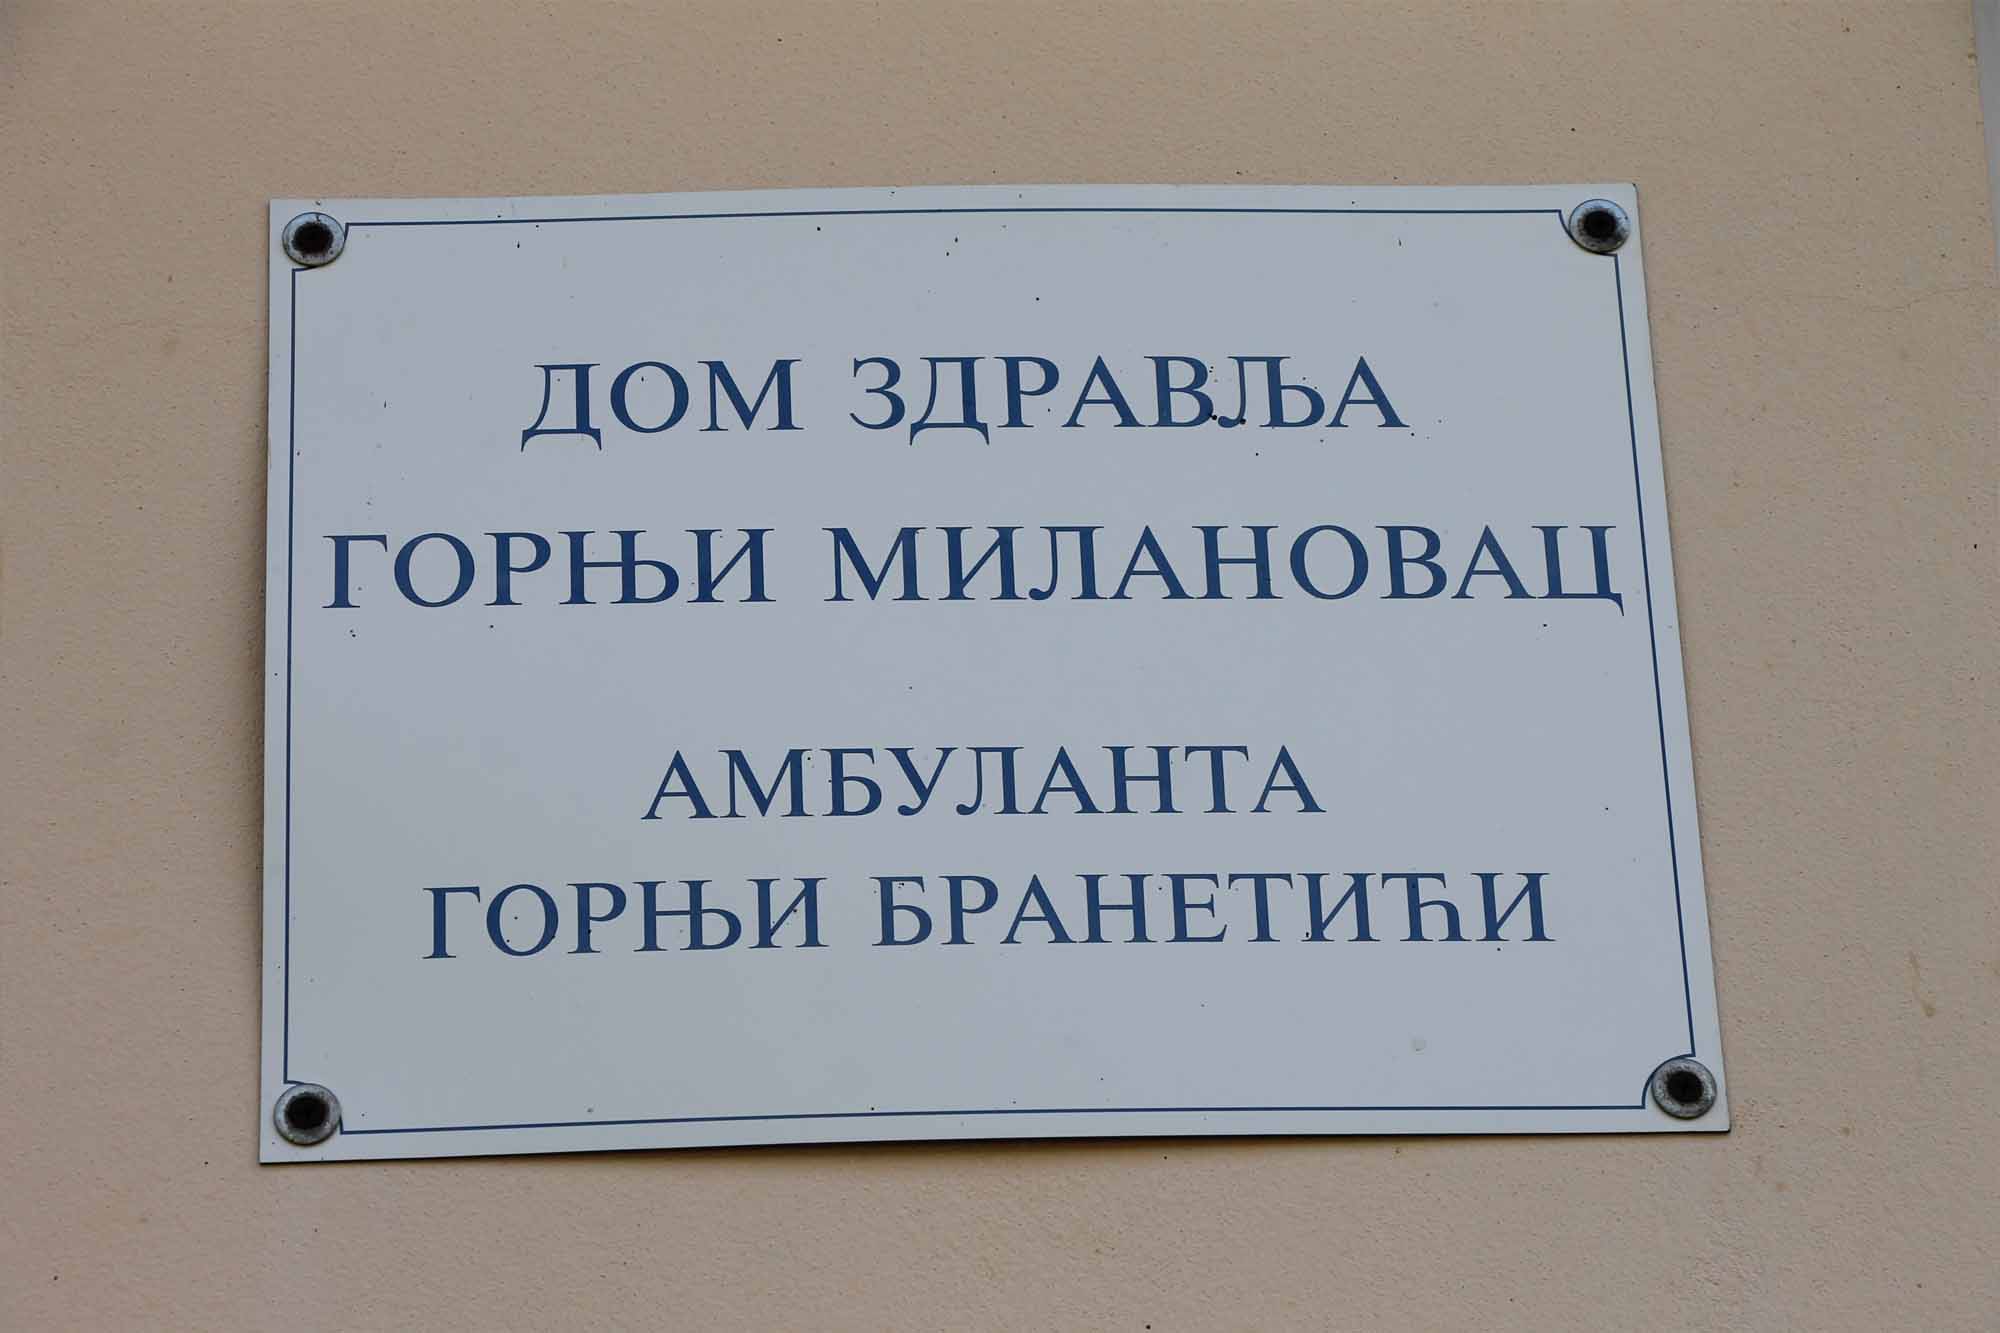 ДОМ ЗДРАВЉА
ГОРЊИ МИЛАНОВАЦ
АМБУЛАНТА
ГОРЊИ БРАНЕТИЋИ